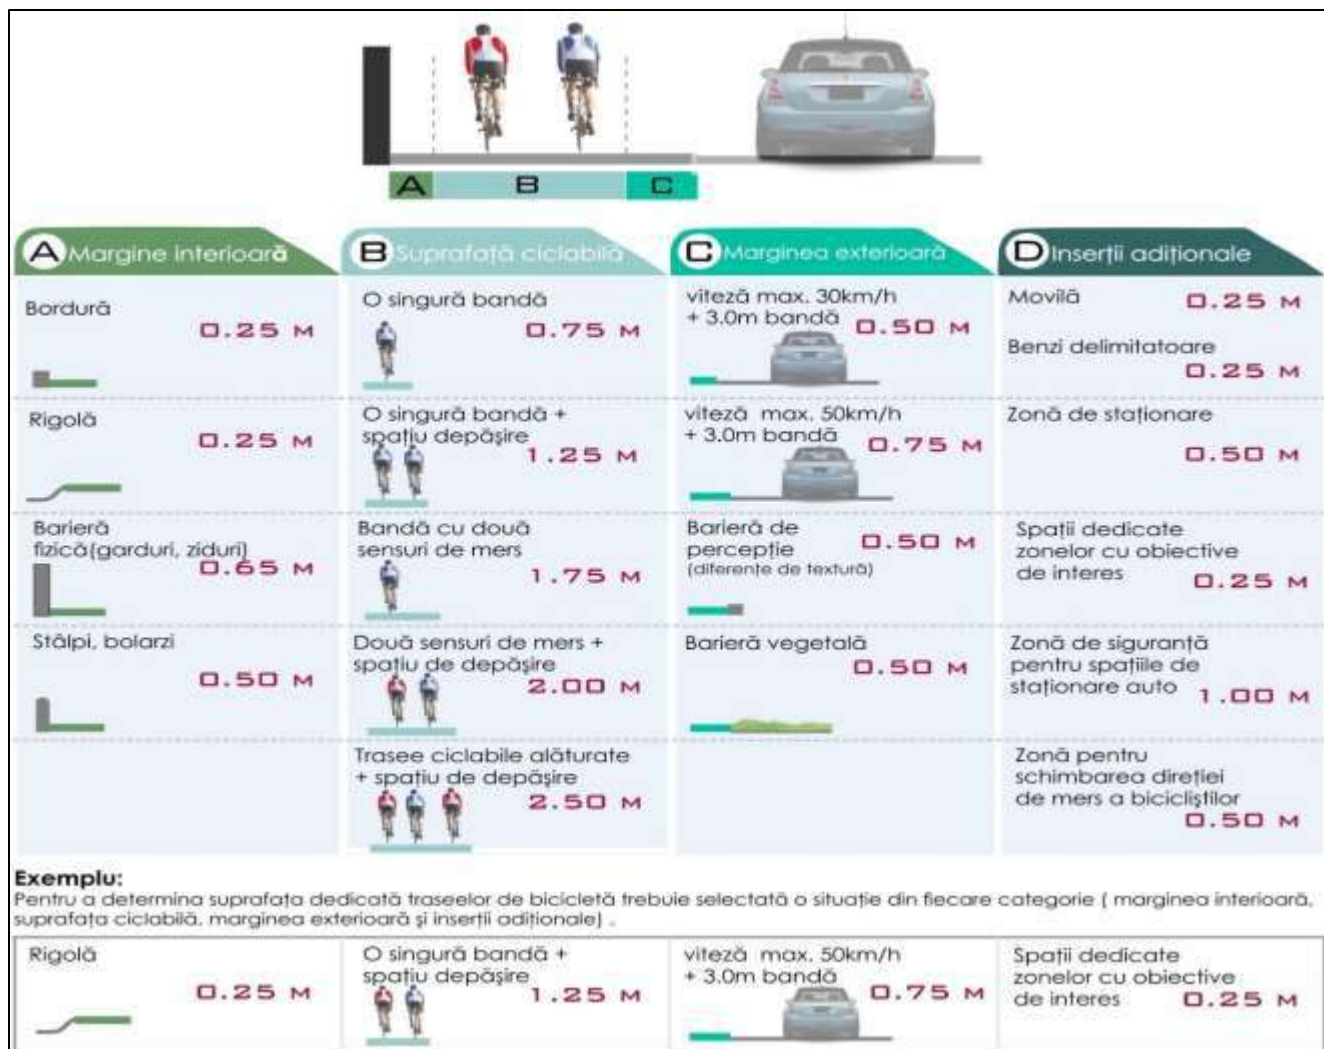 A B C
A Margine interioară
B Suprafață ciclabilă
C Marginea exterioară
D Inserții adiționale
Bordură
0.25 M
O singură bandă
0.75 M
viteză max. 30km/h
+ 3.0m bandă 0.50 M
Movilă 0.25 M
Benzi delimitatoare
0.25 M
Rigolă
0.25 M
O singură bandă +
spațiu depășire
1.25 M
viteză max. 50km/h
+ 3.0m bandă 0.75 M
Zonă de staționare
0.50 M
Barieră
fizică(garduri, ziduri)
0.65 M
Bandă cu două
sensuri de mers
1.75 M
Barieră de
percepție 0.50 M
(diferențe de textură)
Spații dedicate
zonelor cu obiective
de interes 0.25 M
Stâlpi, bolarzi
0.50 M
Două sensuri de mers +
spațiu de depășire
2.00 M
Barieră vegetală
0.50 M
Zonă de siguranță
pentru spațiile de
staționare auto 1.00 M
Trasee ciclabile alăturate
+ spațiu de depășire
2.50 M
Zonă pentru
schimbarea direției
de mers a bicicliștilor
0.50 M
Exemplu:
Pentru a determina suprafața dedicată traseelor de bicicletă trebuie selectată o situație din fiecare categorie ( marginea interioară,
suprafața ciclabilă, marginea exterioară și inserții adiționale) .
Rigolă
0.25 M
O singură bandă +
spațiu depășire
1.25 M
viteză max. 50km/h
+ 3.0m bandă 0.75 M
Spații dedicate
zonelor cu obiective
de interes 0.25 M